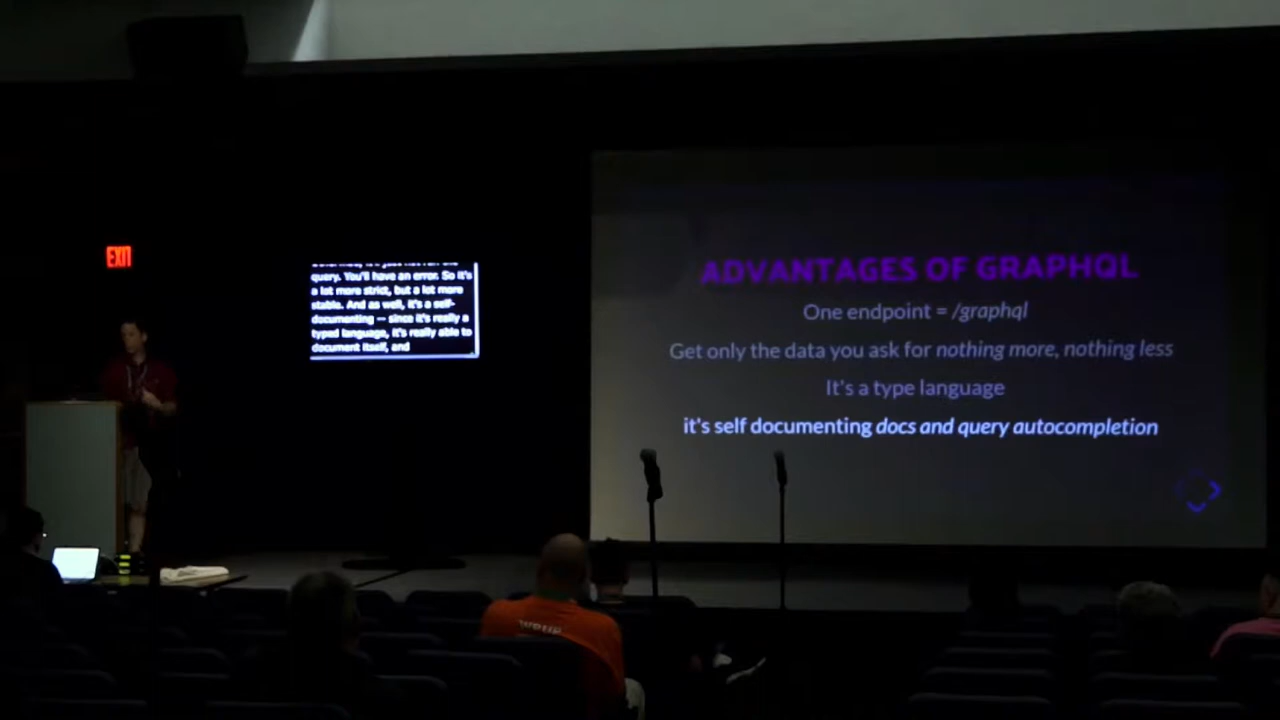 EXIT
query. You'll have an error. So it's
a lot more strict, but a lot more
stable. And as well, it's a self-
documenting — since it's really a
typed language, it's really able to
document itself, and
ADVANTAGES OF GRAPHQL
One endpoint = /graphql
Get only the data you ask for nothing more, nothing less
It's a type language
it's self documenting docs and query autocompletion